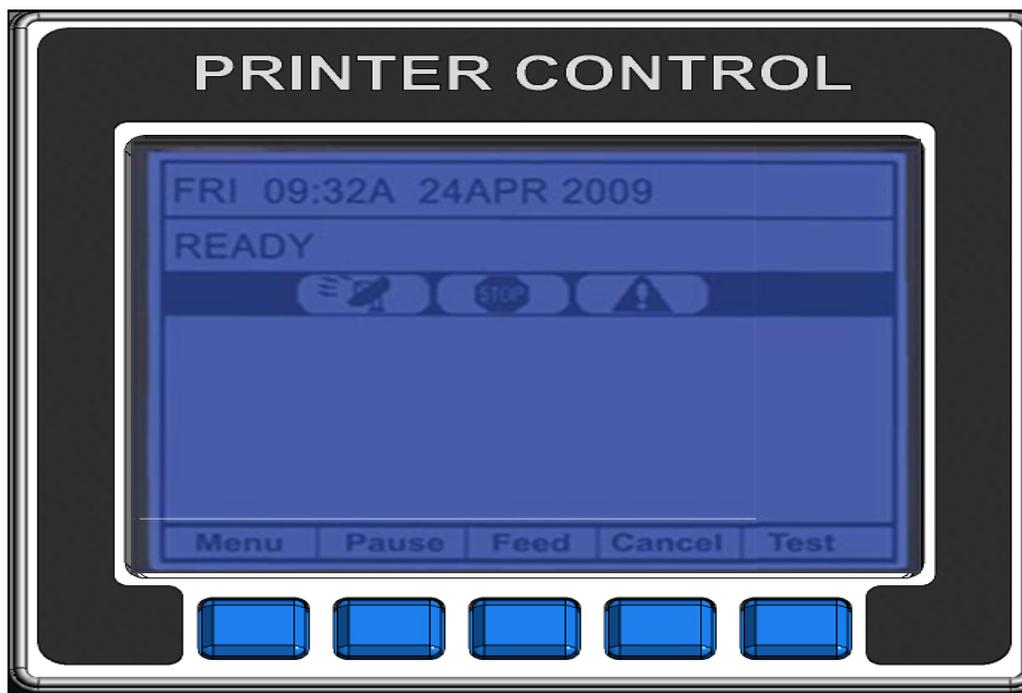 PRINTER CONTROL
FRI 09:32A 24APR 2009
READY
STOP
Menu Pause Feed Cancel Test